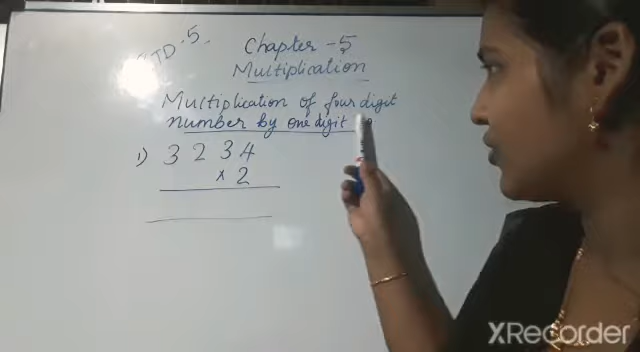 STD.5.
Chapter - 5
Multiplication
Multiplication of four digit
number by one digit
1) 3 2 3 4
x 2
XRecorder